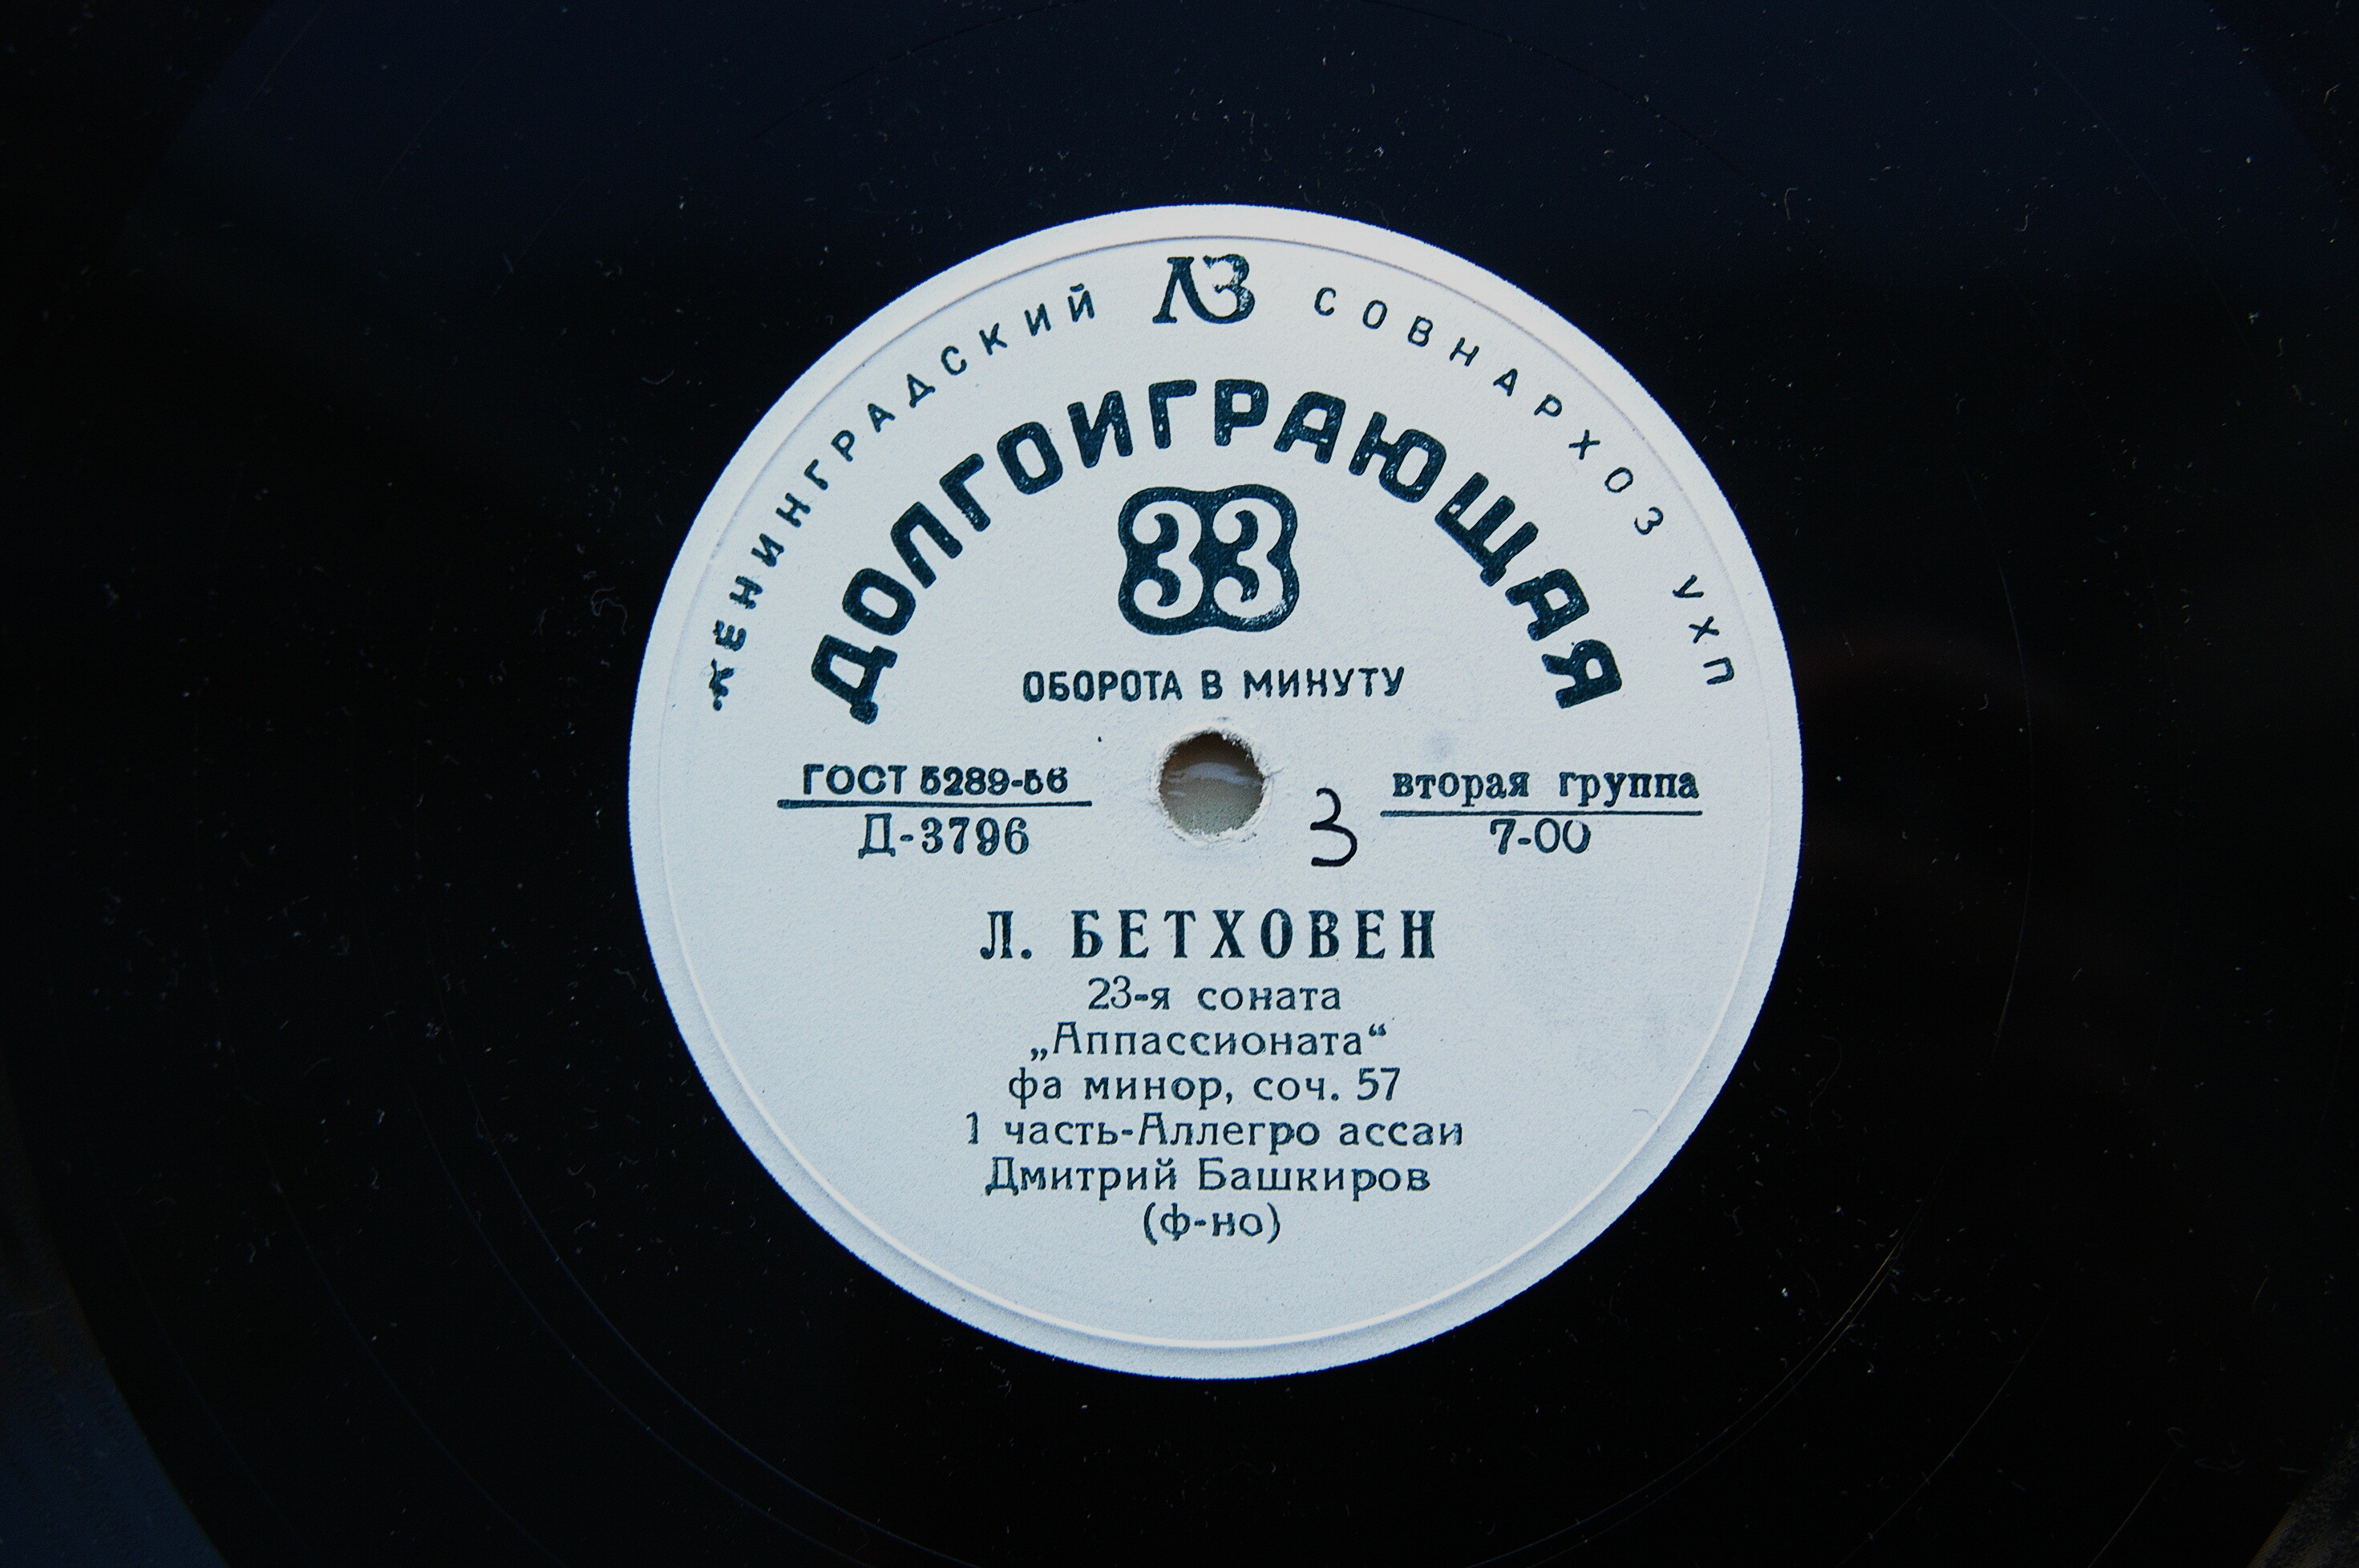 ЛЕНИНГРАДСКИЙ ЛЗ СОВНАРХОЗ УХП
ДОЛГОИГРАЮЩАЯ
33
ОБОРОТА В МИНУТУ
ГОСТ 5289-56
Д-3796
3
вторая группа
7-00
Л. БЕТХОВЕН
23-я соната
„Аппассионата“
фа минор, соч. 57
1 часть-Аллегро ассаи
Дмитрий Башкиров
(ф-но)